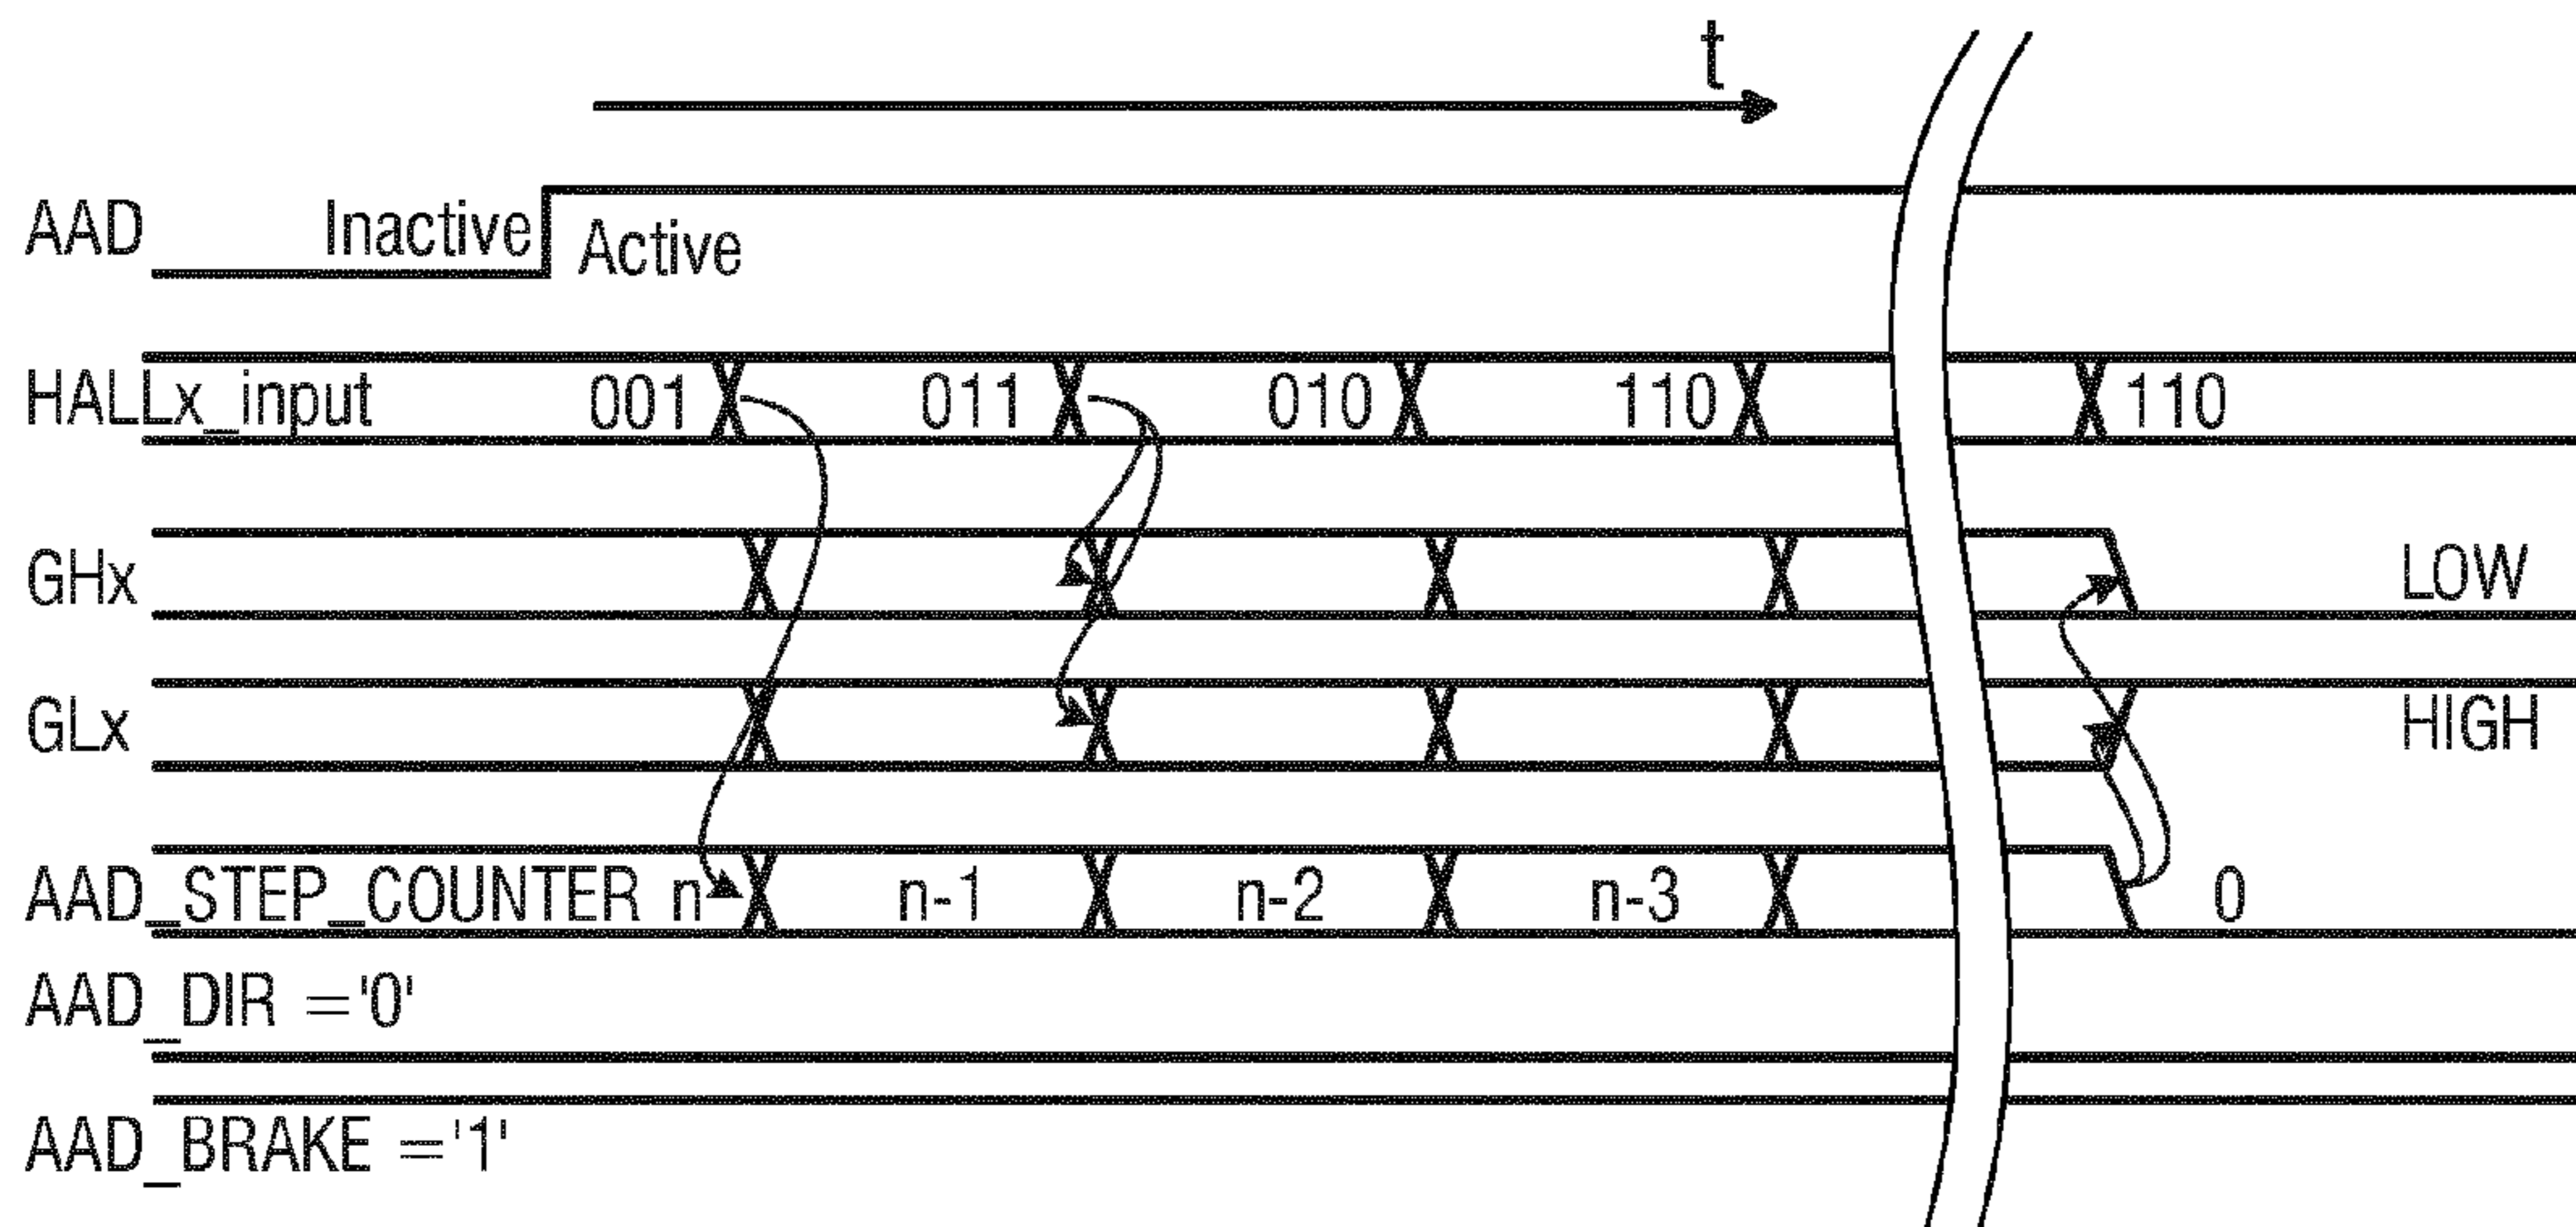 t
AAD Inactive Active
HALLx_input 001 011 010 110 110
GHx LOW
GLx HIGH
AAD_STEP_COUNTER n n-1 n-2 n-3 0
AAD_DIR ='0'
AAD_BRAKE ='1'